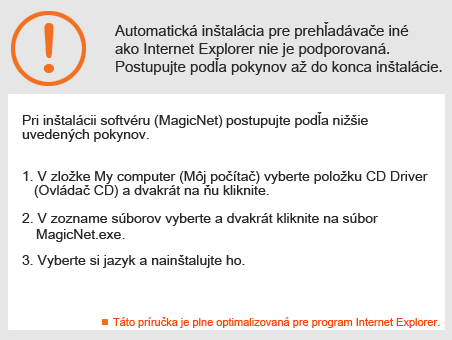 Automatická inštalácia pre prehľadávače iné
ako Internet Explorer nie je podporovaná.
Postupujte podľa pokynov až do konca inštalácie.
Pri inštalácii softvéru (MagicNet) postupujte podľa nižšie
uvedených pokynov.
1. V zložke My computer (Môj počítač) vyberte položku CD Driver
(Ovládač CD) a dvakrát na ňu kliknite.
2. V zozname súborov vyberte a dvakrát kliknite na súbor
MagicNet.exe.
3. Vyberte si jazyk a nainštalujte ho.
Táto príručka je plne optimalizovaná pre program Internet Explorer.